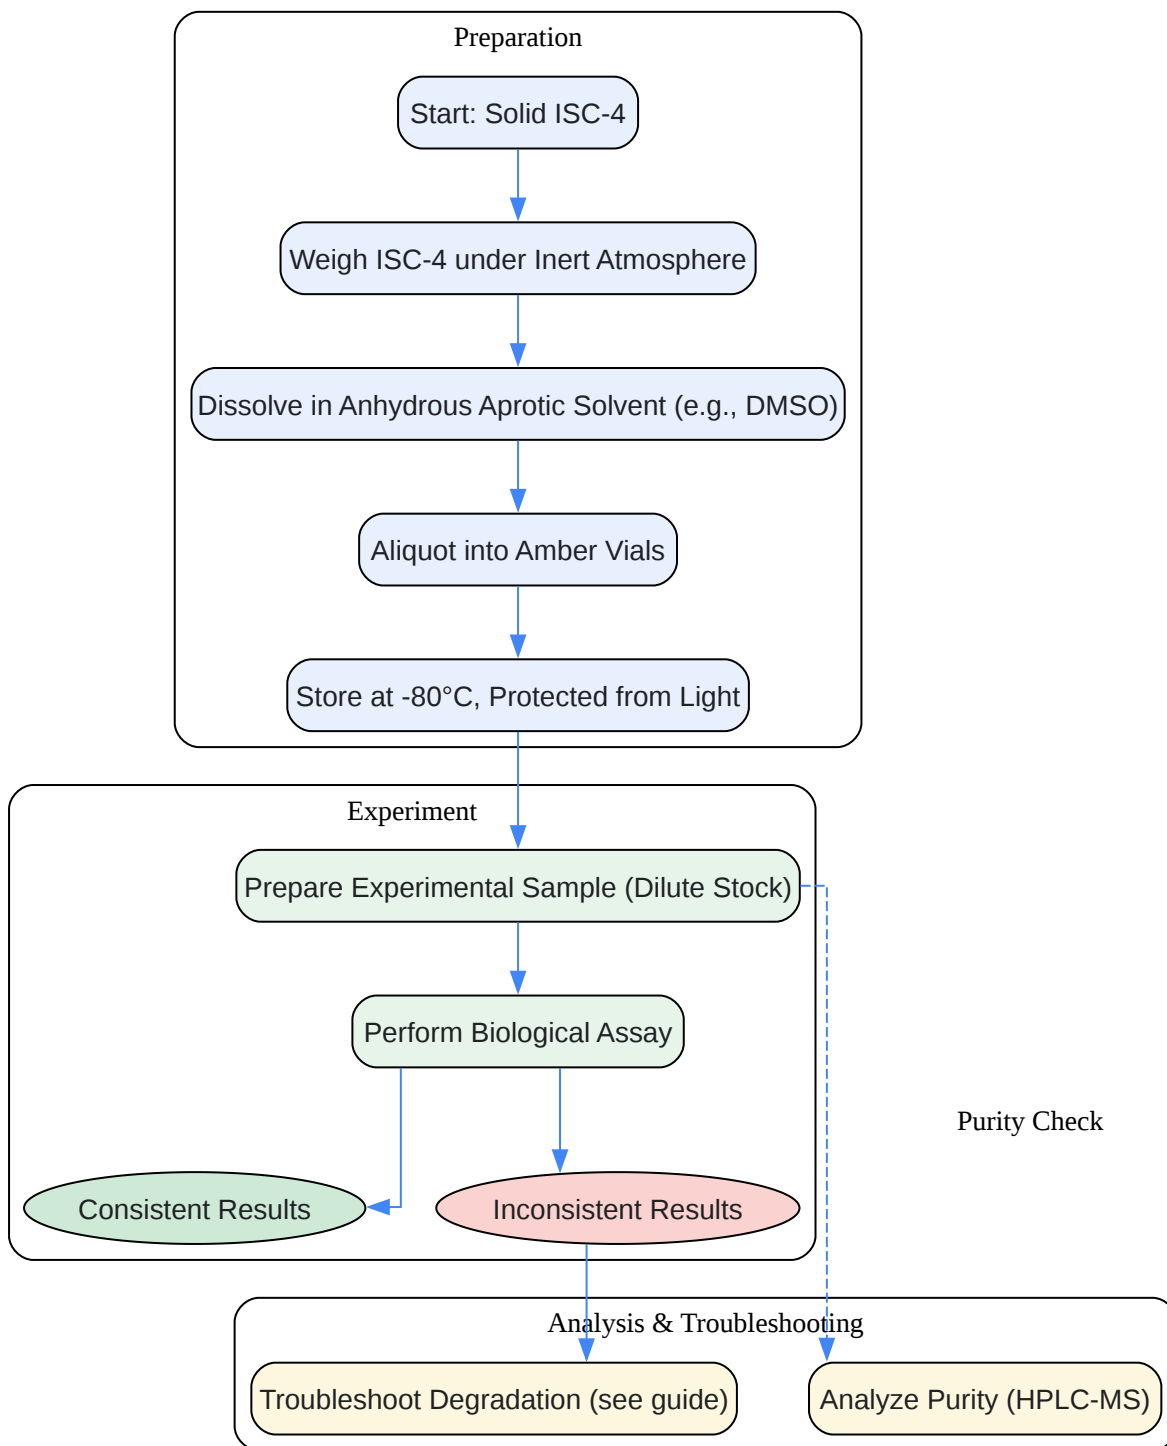 Preparation
Start: Solid ISC-4
Weigh ISC-4 under Inert Atmosphere
Dissolve in Anhydrous Aprotic Solvent (e.g., DMSO)
Aliquot into Amber Vials
Store at -80°C, Protected from Light
Experiment
Prepare Experimental Sample (Dilute Stock)
Perform Biological Assay
Purity Check
Consistent Results
Inconsistent Results
Analysis & Troubleshooting
Troubleshoot Degradation (see guide)
Analyze Purity (HPLC-MS)